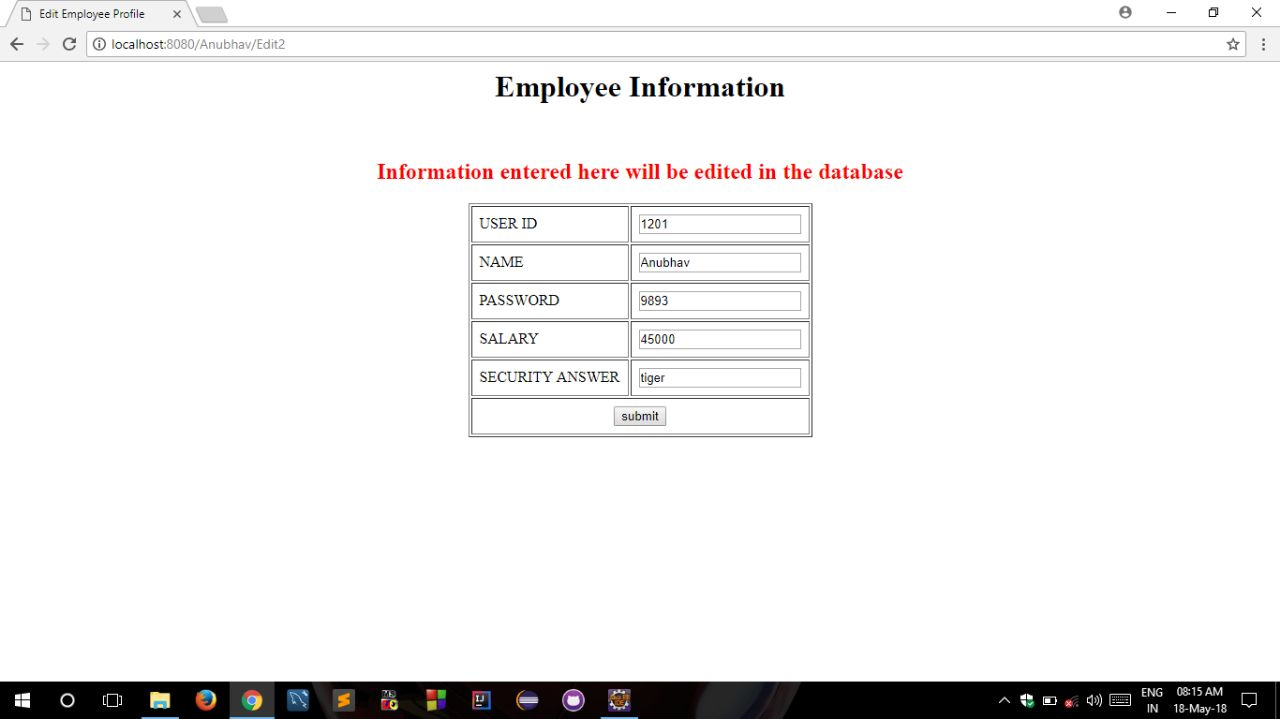 Edit Employee Profile
localhost:8080/Anubhav/Edit2
Employee Information
Information entered here will be edited in the database
USER ID 1201
NAME Anubhav
PASSWORD 9893
SALARY 45000
SECURITY ANSWER tiger
submit
ENG 08:15 AM
IN 18-May-18